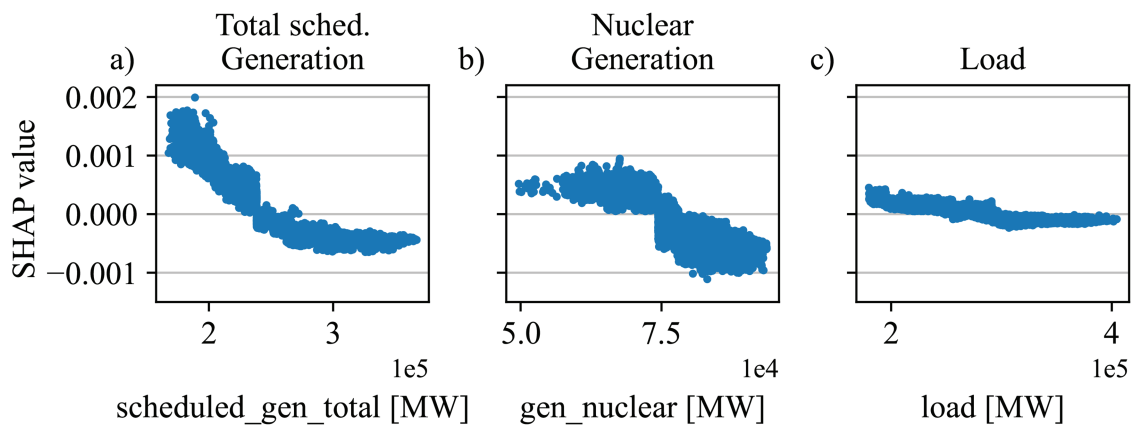 Total sched.
Generation
a)
Nuclear
Generation
b)
Load
c)
SHAP value
0.002
0.001
0.000
−0.001
2
3
1e5
scheduled_gen_total [MW]
5.0
7.5
1e4
gen_nuclear [MW]
2
4
1e5
load [MW]